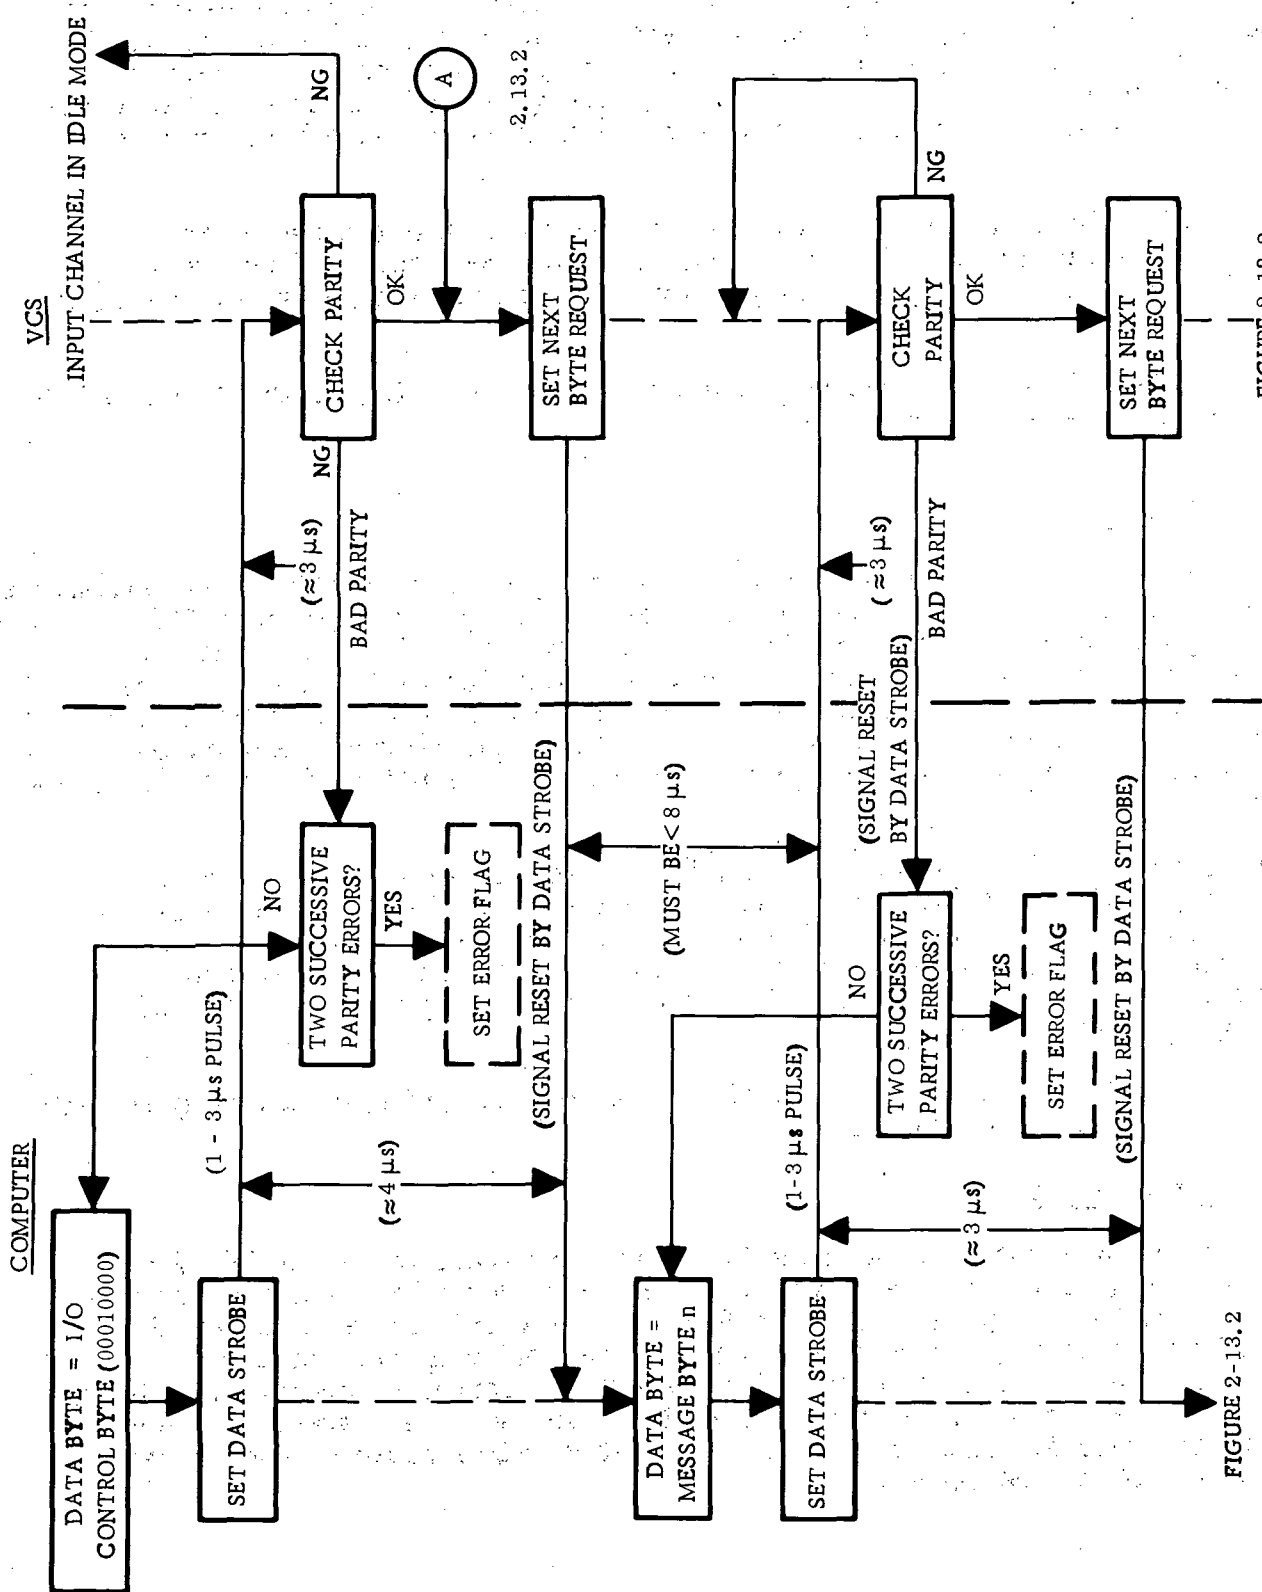 COMPUTER
VCS
INPUT CHANNEL IN IDLE MODE
DATA BYTE = I/O
CONTROL BYTE (00010000)
SET DATA STROBE
(1 - 3 µs PULSE)
(≈3 µs)
CHECK PARITY
NG
NG
OK
A
2.13.2
BAD PARITY
NO
TWO SUCCESSIVE
PARITY ERRORS?
YES
SET ERROR FLAG
(≈4 µs)
SET NEXT
BYTE REQUEST
(SIGNAL RESET BY DATA STROBE)
(MUST BE < 8 µs)
DATA BYTE =
MESSAGE BYTE n
SET DATA STROBE
(1-3 µs PULSE)
(≈3 µs)
CHECK
PARITY
NG
OK
(SIGNAL RESET
BY DATA STROBE)
BAD PARITY
NO
TWO SUCCESSIVE
PARITY ERRORS?
YES
SET ERROR FLAG
(≈3 µs)
SET NEXT
BYTE REQUEST
(SIGNAL RESET BY DATA STROBE)
FIGURE 2-13.2